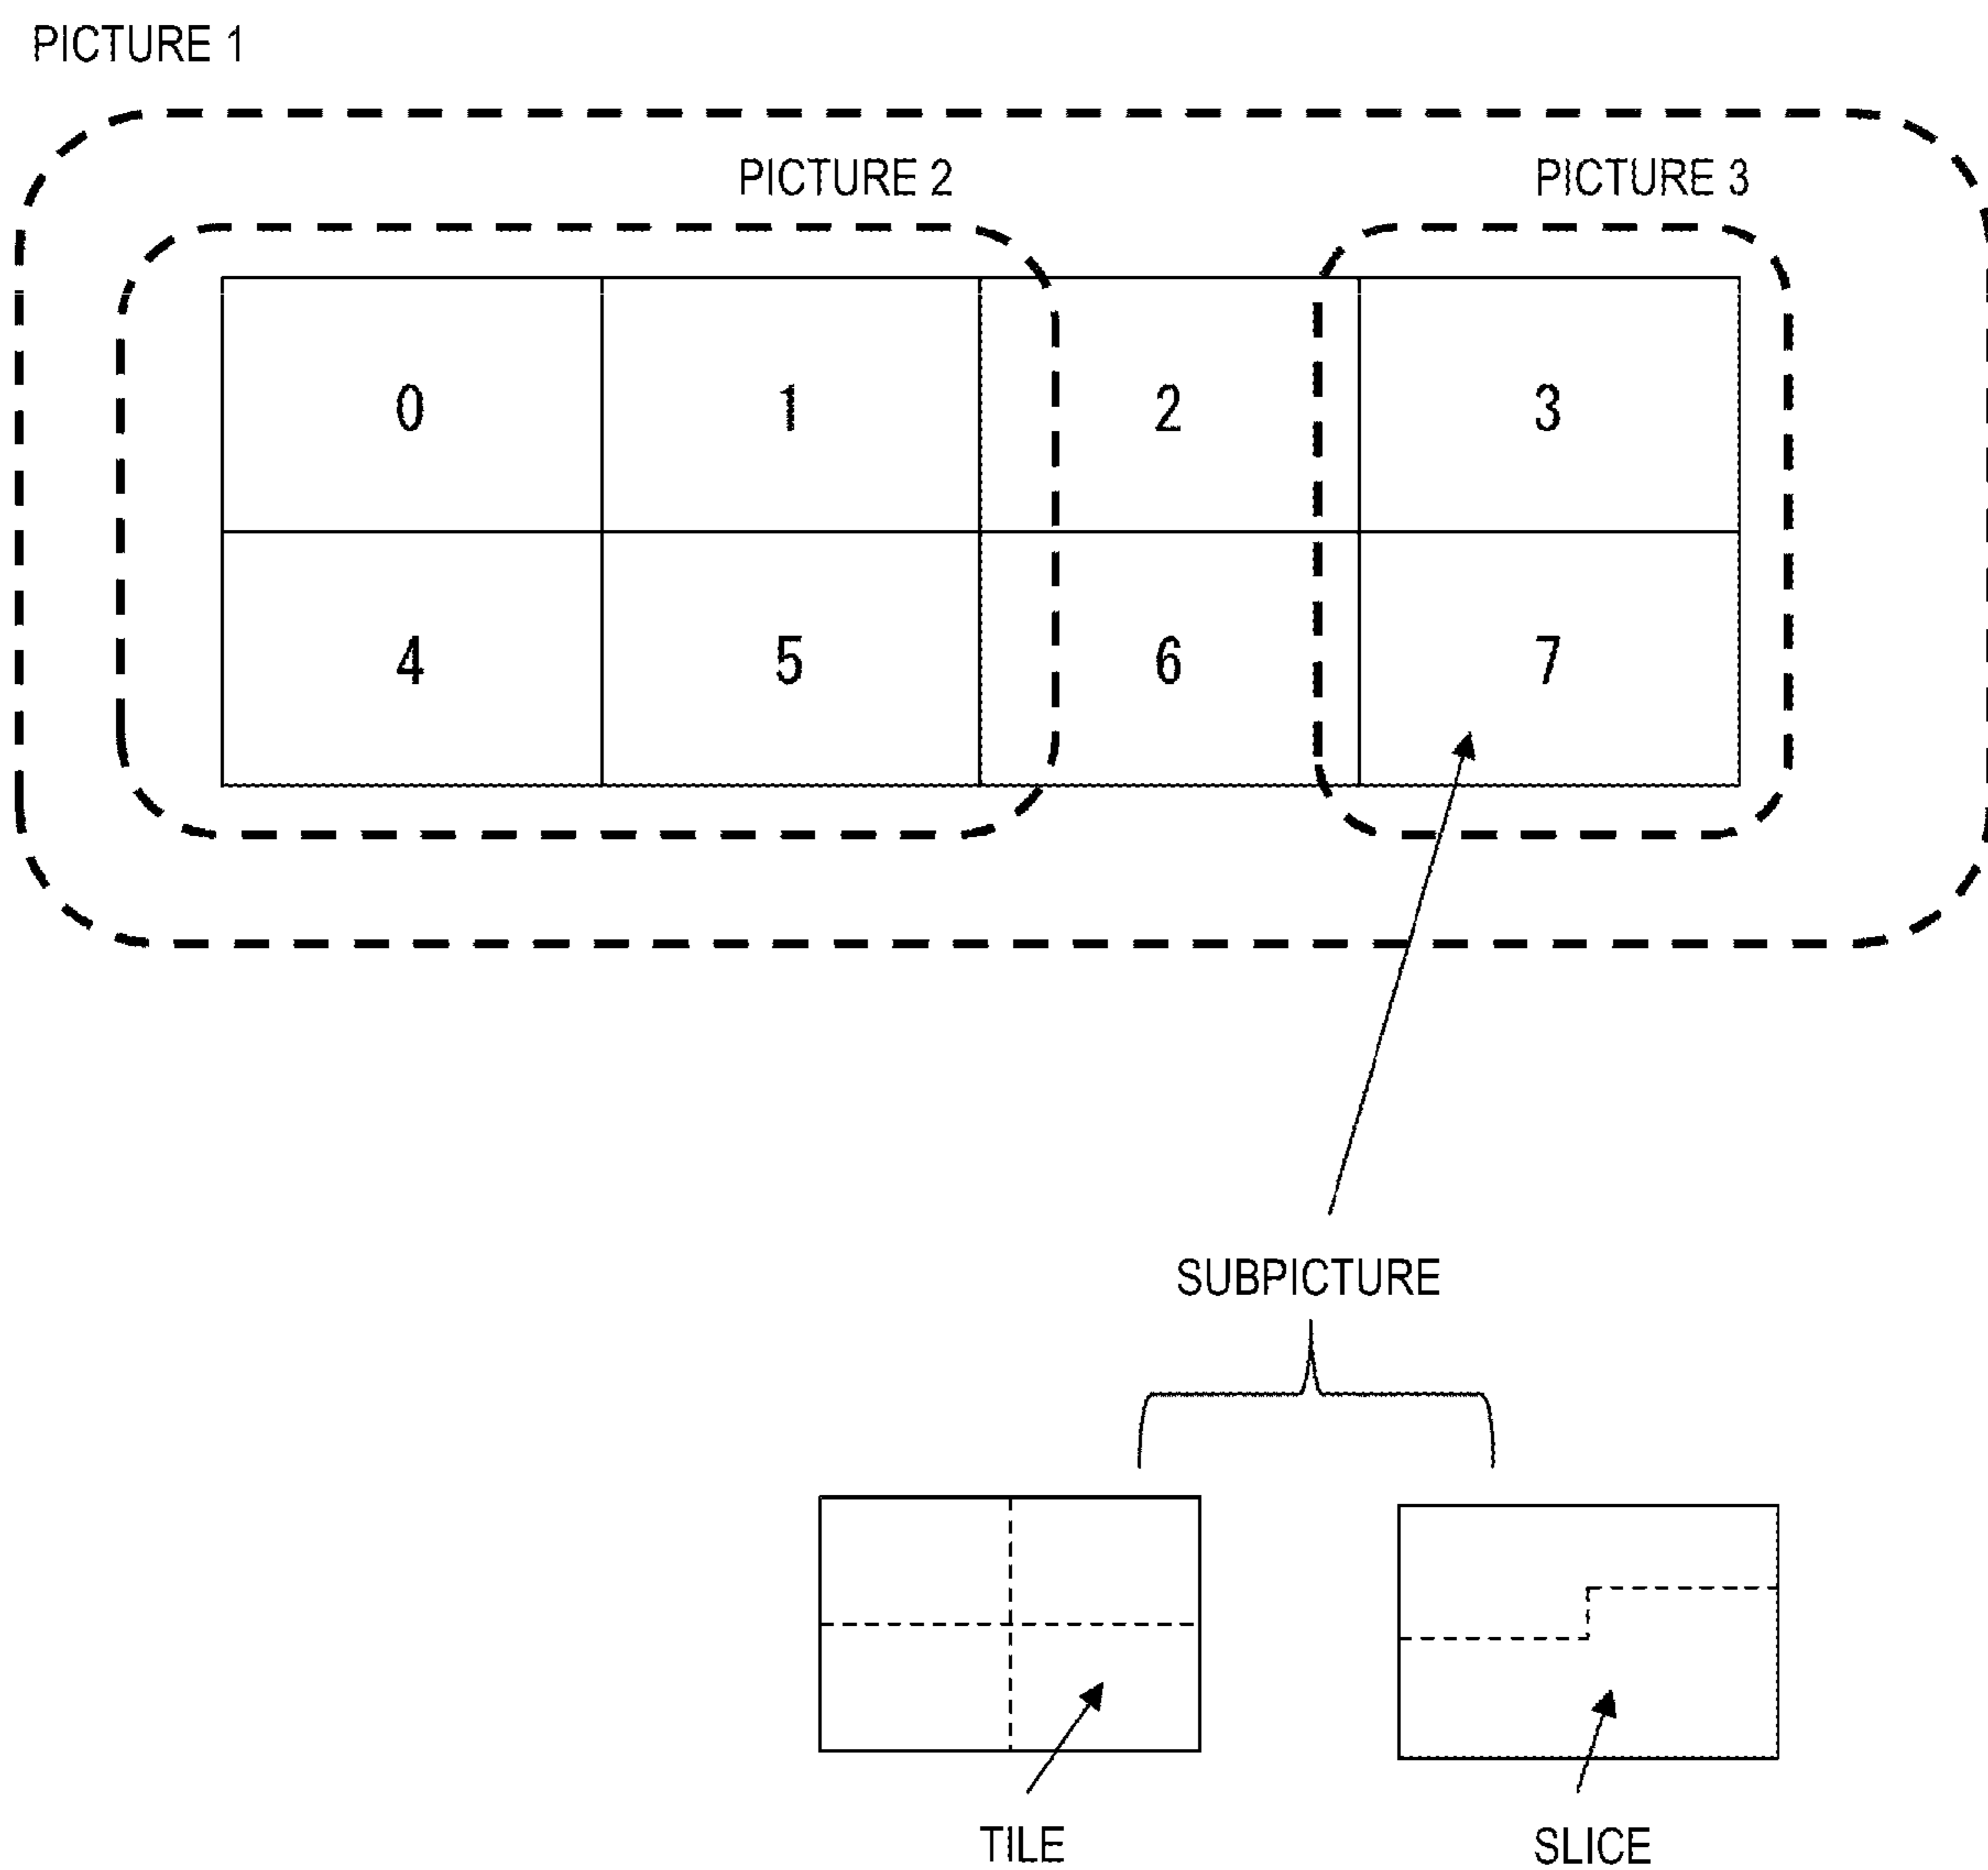 PICTURE 1
PICTURE 2 PICTURE 3
0 1 2 3
4 5 6 7
SUBPICTURE
TILE SLICE